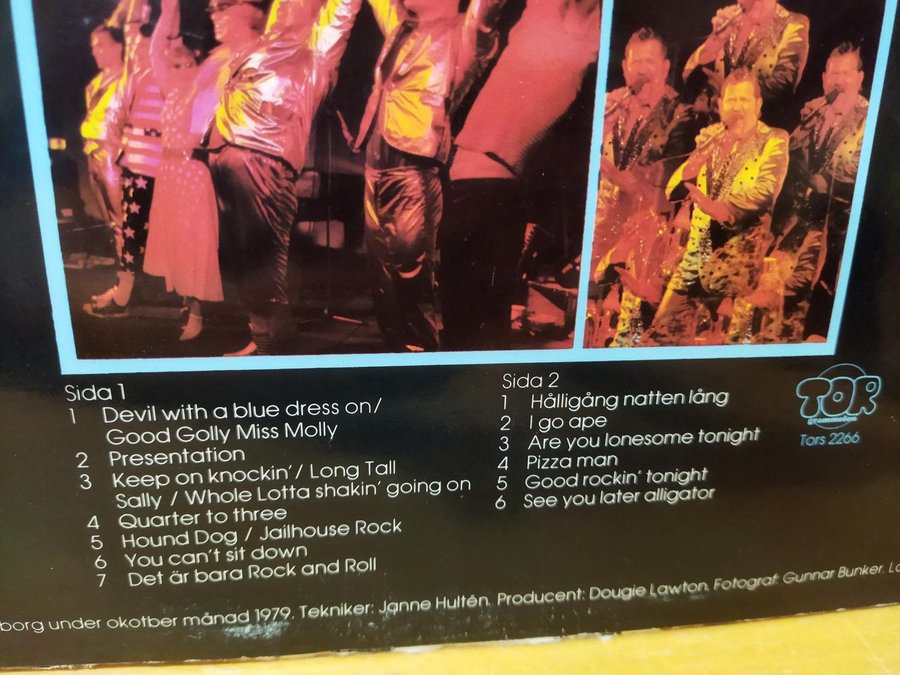 Sida 1
1 Devil with a blue dress on/
Good Golly Miss Molly
2 Presentation
3 Keep on knockin'/ Long Tall
Sally / Whole Lotta shakin' going on
4 Quarter to three
5 Hound Dog / Jailhouse Rock
6 You can't sit down
7 Det är bara Rock and Roll
Sida 2
1 Hålligång natten lång
2 I go ape
3 Are you lonesome tonight
4 Pizza man
5 Good rockin' tonight
6 See you later alligator
TOR
grammofon
Tors 2266
borg under okotber månad 1979. Tekniker: Janne Hultén. Producent: Dougie Lawton. Fotograf: Gunnar Bunker.